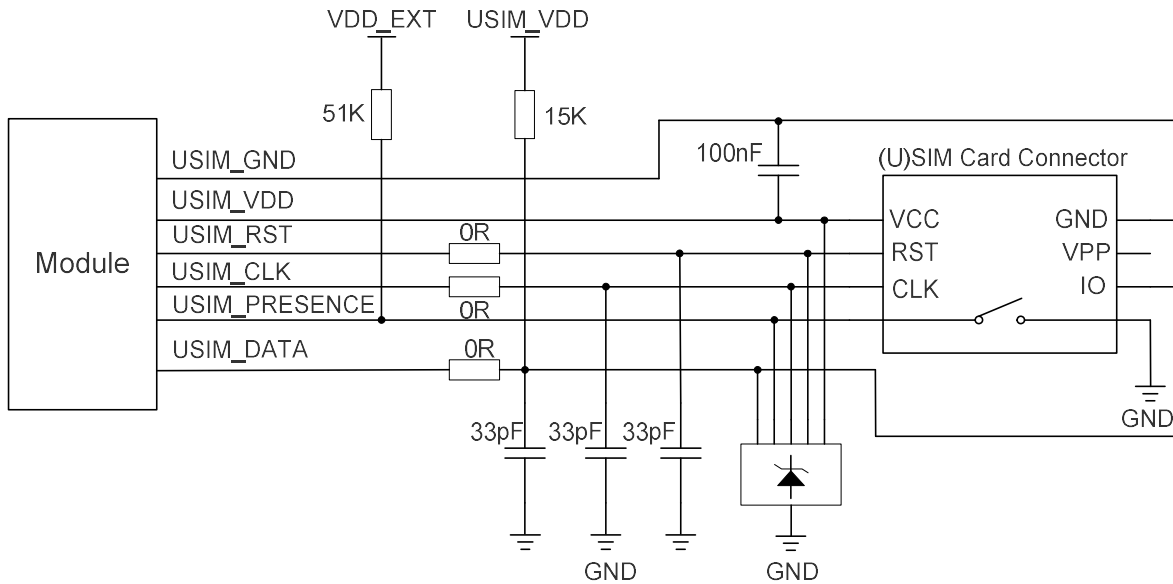 VDD_EXT USIM_VDD
51K 15K
USIM_GND
100nF
(U)SIM Card Connector
USIM_VDD
VCC GND
USIM_RST 0R
RST VPP
Module
USIM_CLK
CLK IO
USIM_PRESENCE 0R
USIM_DATA 0R
GND
33pF 33pF 33pF
GND GND